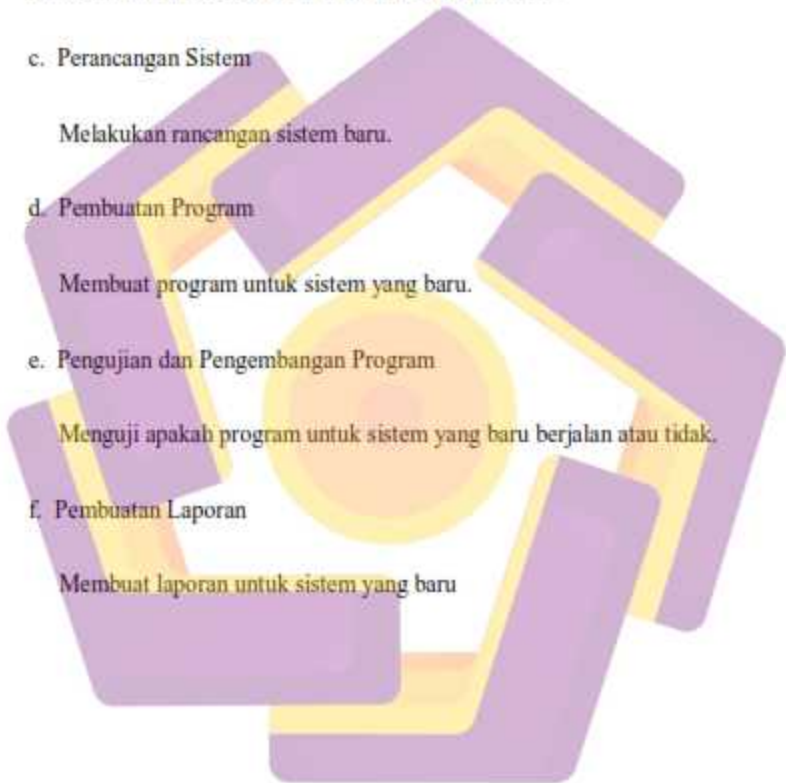 c. Perancangan Sistem
Melakukan rancangan sistem baru.
d. Pembuatan Program
Membuat program untuk sistem yang baru.
e. Pengujian dan Pengembangan Program
Menguji apakah program untuk sistem yang baru berjalan atau tidak.
f. Pembuatan Laporan
Membuat laporan untuk sistem yang baru